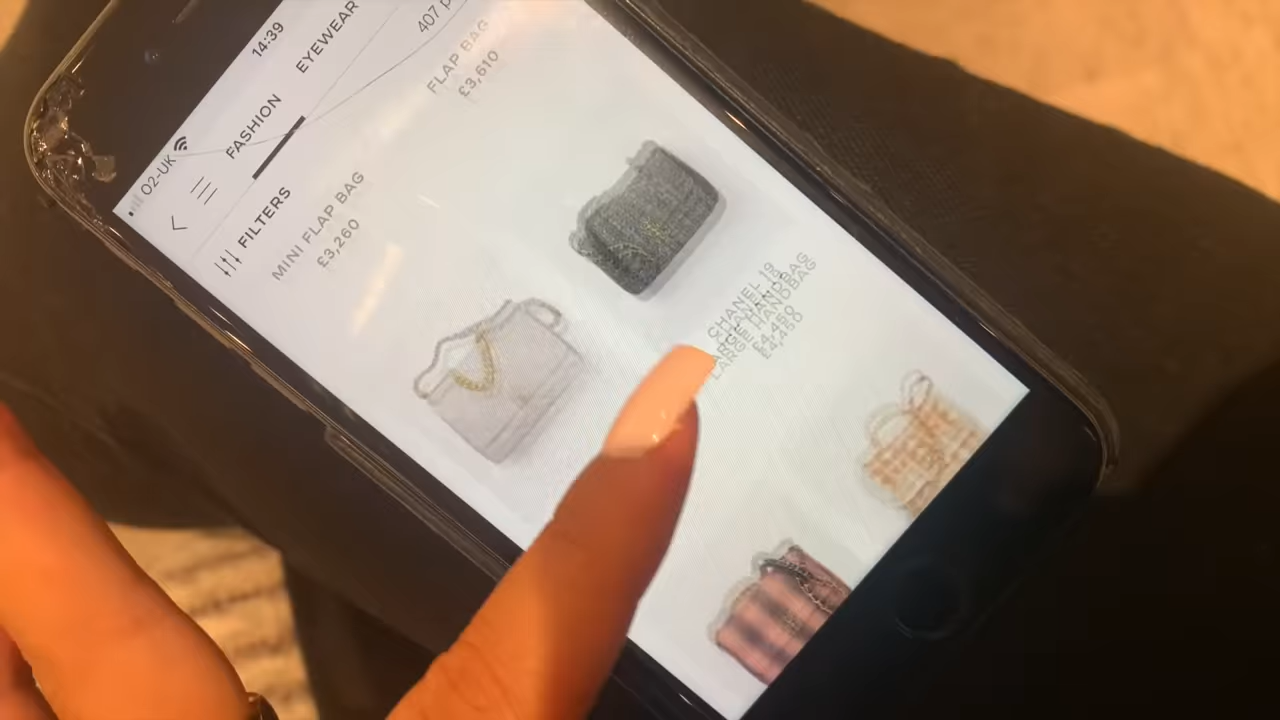 O2-UK
14:39
FASHION
EYEWEAR
FILTERS
407 p
MINI FLAP BAG
£3,260
FLAP BAG
£3,610
CHANEL 19
LARGE HANDBAG
£4,450